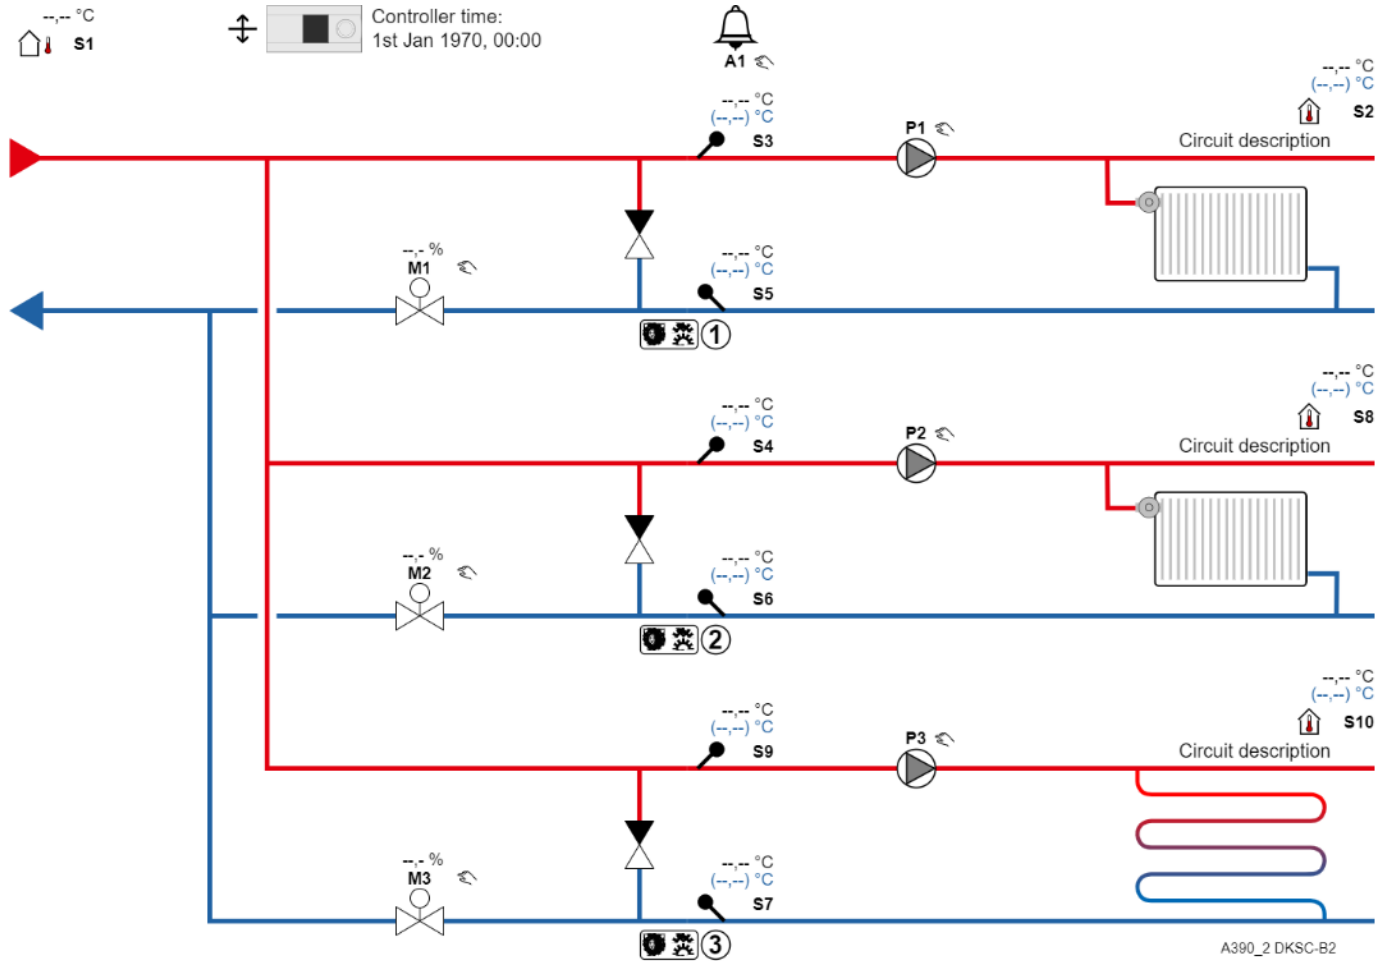 --,-- °C
S1
Controller time:
1st Jan 1970, 00:00
A1
--,-- °C
(--,--) °C
S2
Circuit description
--,-- °C
(--,--) °C
S3
P1
--,- %
M1
--,-- °C
(--,--) °C
S5
1
--,-- °C
(--,--) °C
S8
Circuit description
--,-- °C
(--,--) °C
S4
P2
--,- %
M2
--,-- °C
(--,--) °C
S6
2
--,-- °C
(--,--) °C
S10
Circuit description
--,-- °C
(--,--) °C
S9
P3
--,- %
M3
--,-- °C
(--,--) °C
S7
3
A390_2 DKSC-B2